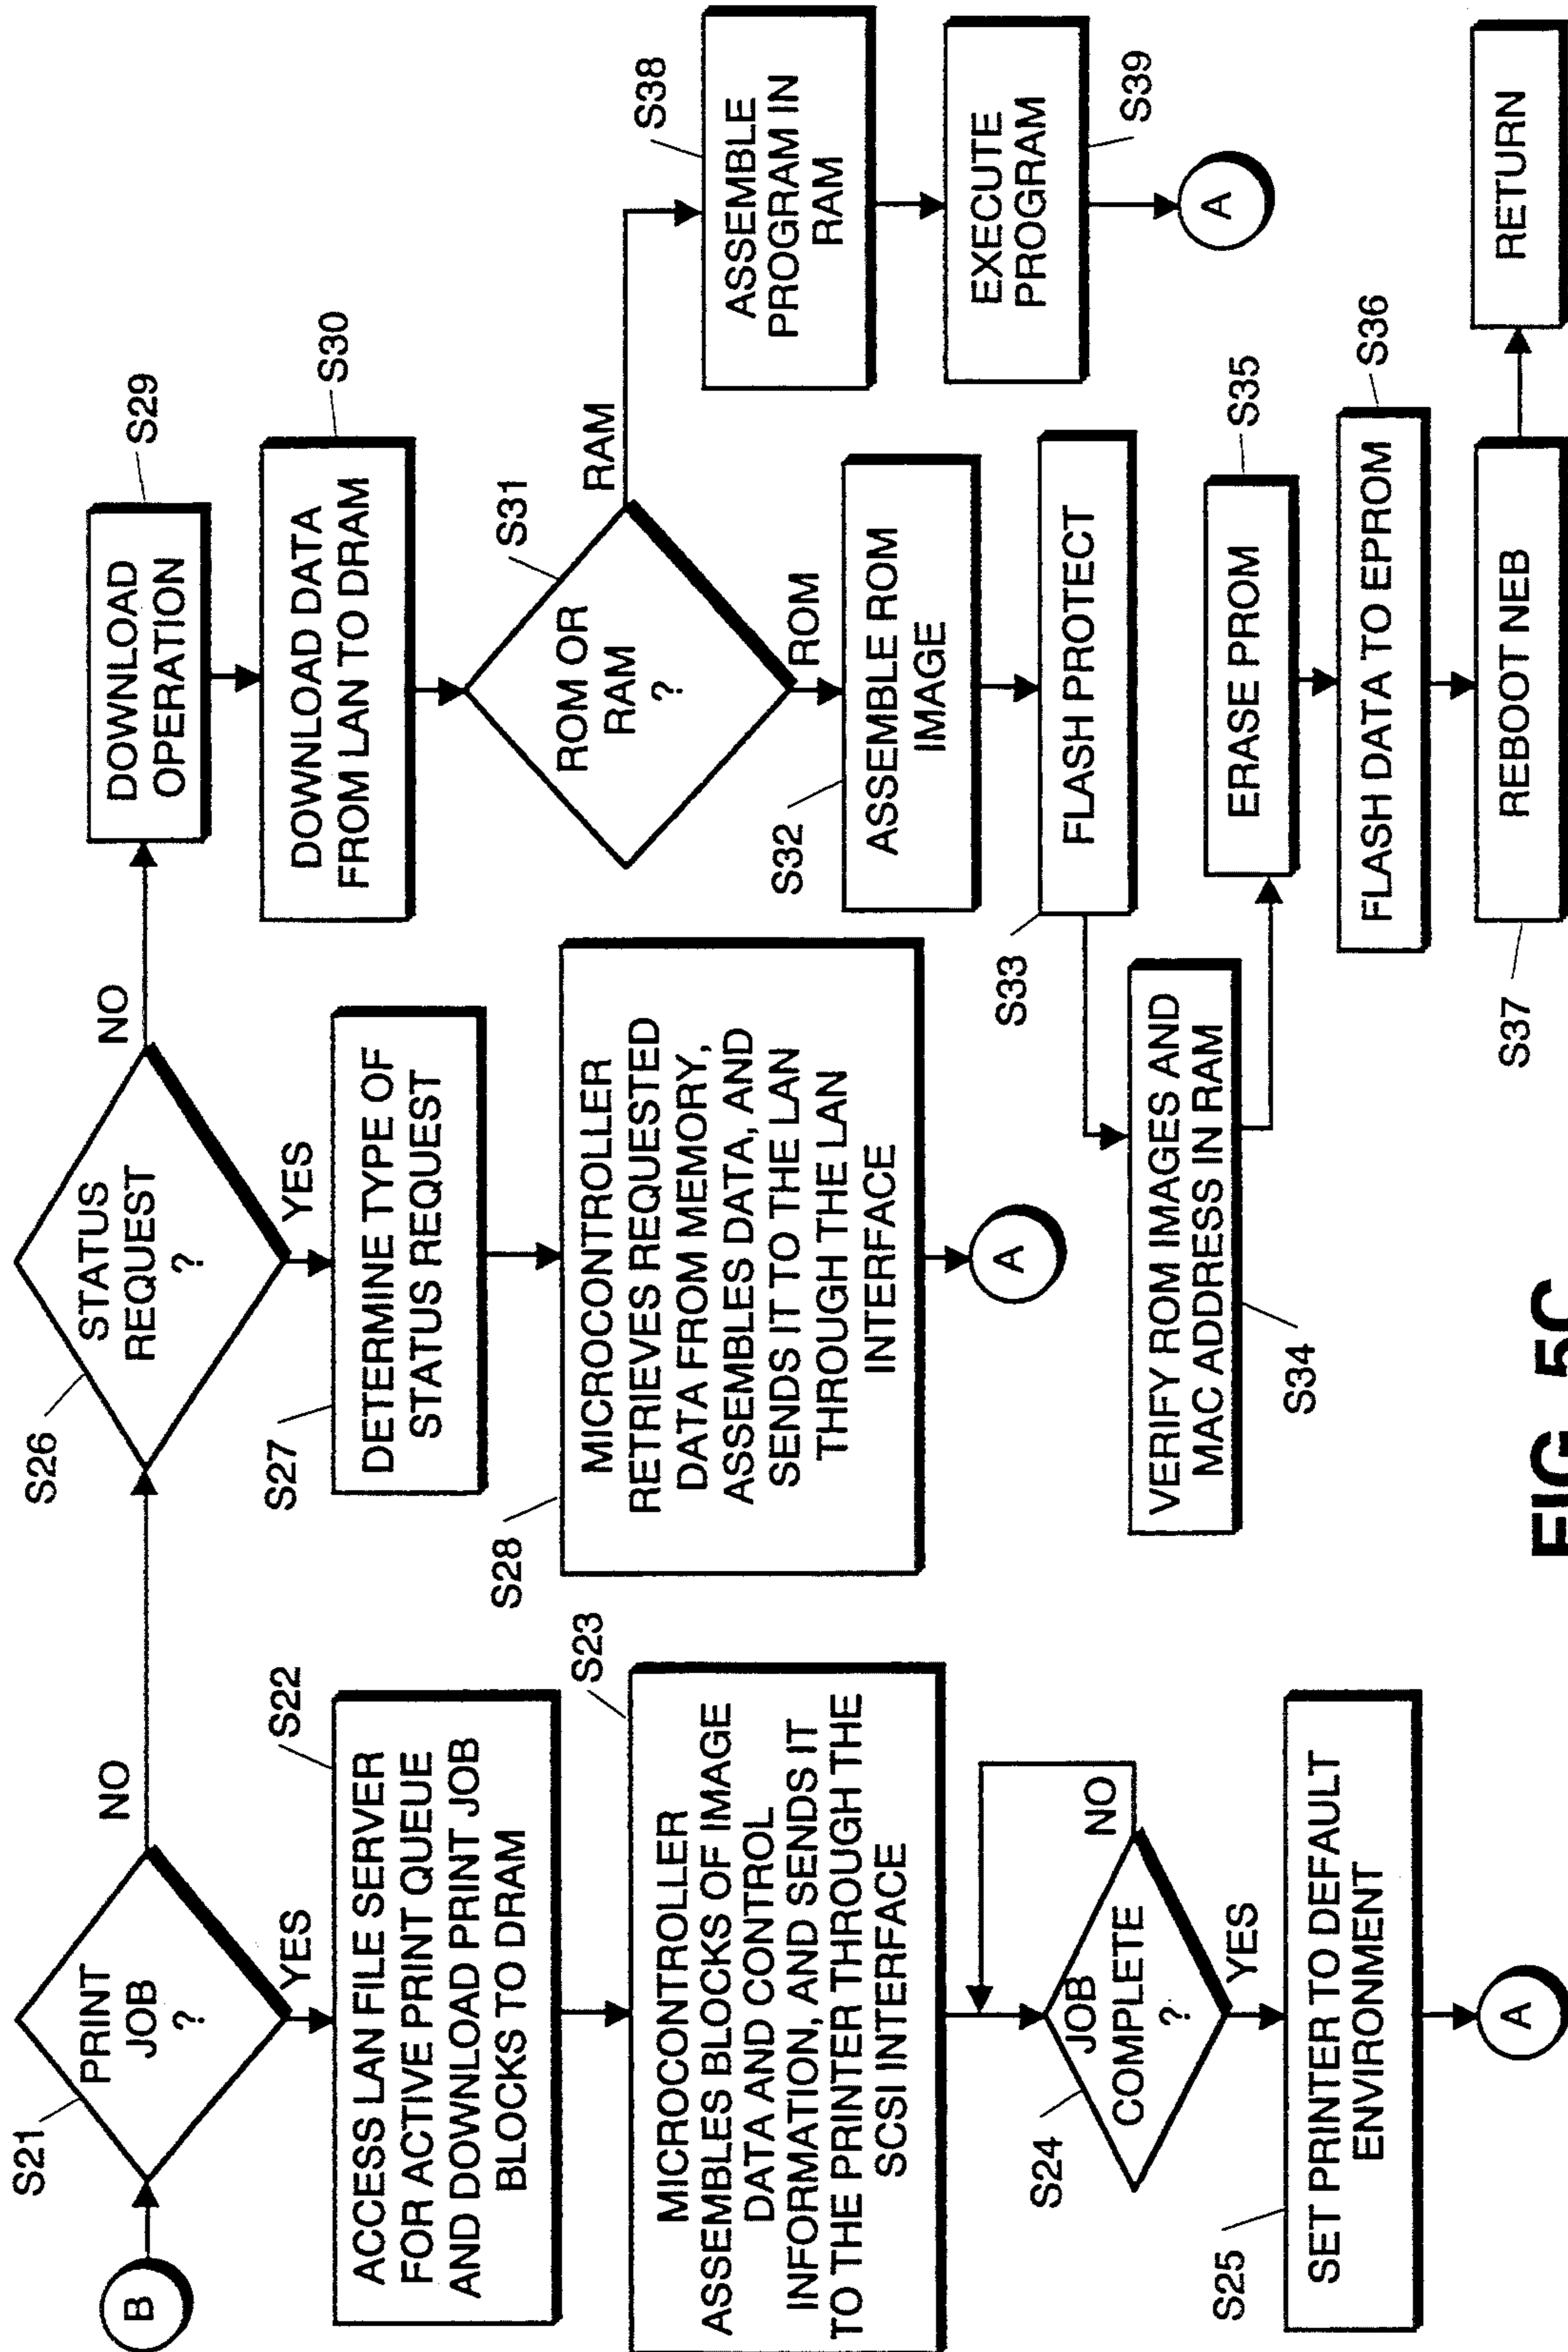 B
S21
PRINT
JOB
?
NO
YES
S22
ACCESS LAN FILE SERVER
FOR ACTIVE PRINT QUEUE
AND DOWNLOAD PRINT JOB
BLOCKS TO DRAM
S23
MICROCONTROLLER
ASSEMBLES BLOCKS OF IMAGE
DATA AND CONTROL
INFORMATION, AND SENDS IT
TO THE PRINTER THROUGH THE
SCSI INTERFACE
S24
JOB
COMPLETE
?
NO
YES
S25
SET PRINTER TO DEFAULT
ENVIRONMENT
A
S26
STATUS
REQUEST
?
NO
YES
S27
DETERMINE TYPE OF
STATUS REQUEST
S28
MICROCONTROLLER
RETRIEVES REQUESTED
DATA FROM MEMORY,
ASSEMBLES DATA, AND
SENDS IT TO THE LAN
THROUGH THE LAN
INTERFACE
A
S29
DOWNLOAD
OPERATION
S30
DOWNLOAD DATA
FROM LAN TO DRAM
S31
ROM OR
RAM
?
RAM
ROM
S32
ASSEMBLE ROM
IMAGE
S33
FLASH PROTECT
VERIFY ROM IMAGES AND
MAC ADDRESS IN RAM
S34
S35
ERASE PROM
S36
FLASH DATA TO EPROM
S37
REBOOT NEB
RETURN
S38
ASSEMBLE
PROGRAM IN
RAM
EXECUTE
PROGRAM
S39
A
FIG. 5C